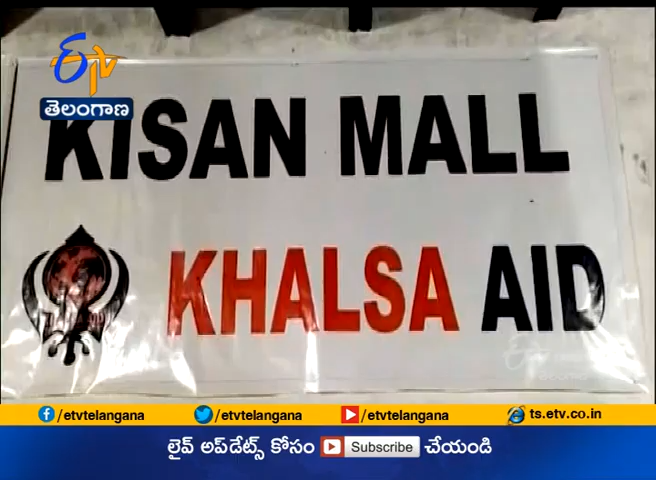 ETV
తెలంగాణ
KISAN MALL
KHALSA AID
/etvtelangana /etvtelangana /etvtelangana ts.etv.co.in
లైవ్ అప్‌డేట్స్ కోసం Subscribe చేయండి